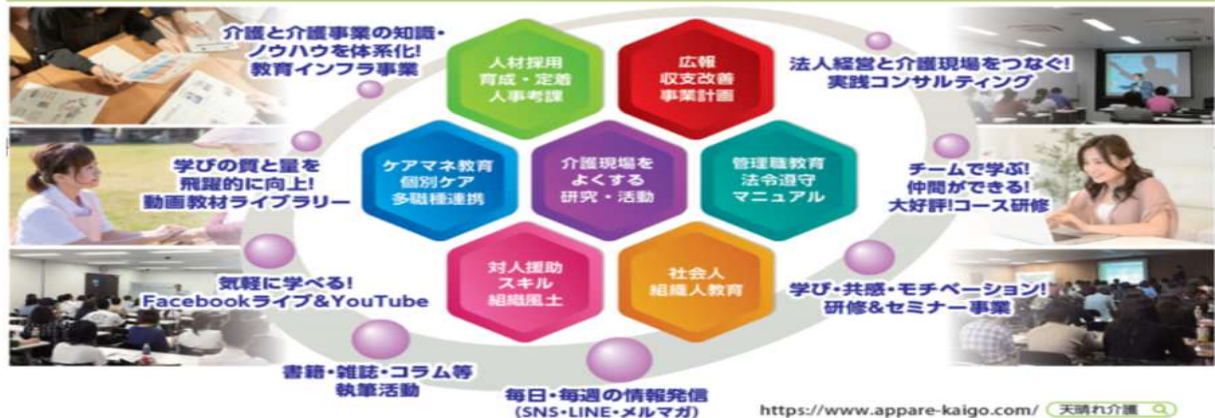 介護と介護事業の知識・
ノウハウを体系化!
教育インフラ事業
人材採用
育成・定着
人事考課
広報
収支改善
事業計画
法人経営と介護現場をつなぐ!
実践コンサルティング
学びの質と量を
飛躍的に向上!
動画教材ライブラリー
ケアマネ教育
個別ケア
多職種連携
介護現場を
よくする
研究・活動
管理職教育
法令遵守
マニュアル
チームで学ぶ!
仲間ができる!
大好評!コース研修
気軽に学べる!
Facebookライブ&YouTube
対人援助
スキル
組織風土
社会人
組織人教育
学び・共感・モチベーション!
研修&セミナー事業
書籍・雑誌・コラム等
執筆活動
毎日・毎週の情報発信
(SNS・LINE・メルマガ)
https://www.appare-kaigo.com/ 天晴れ介護